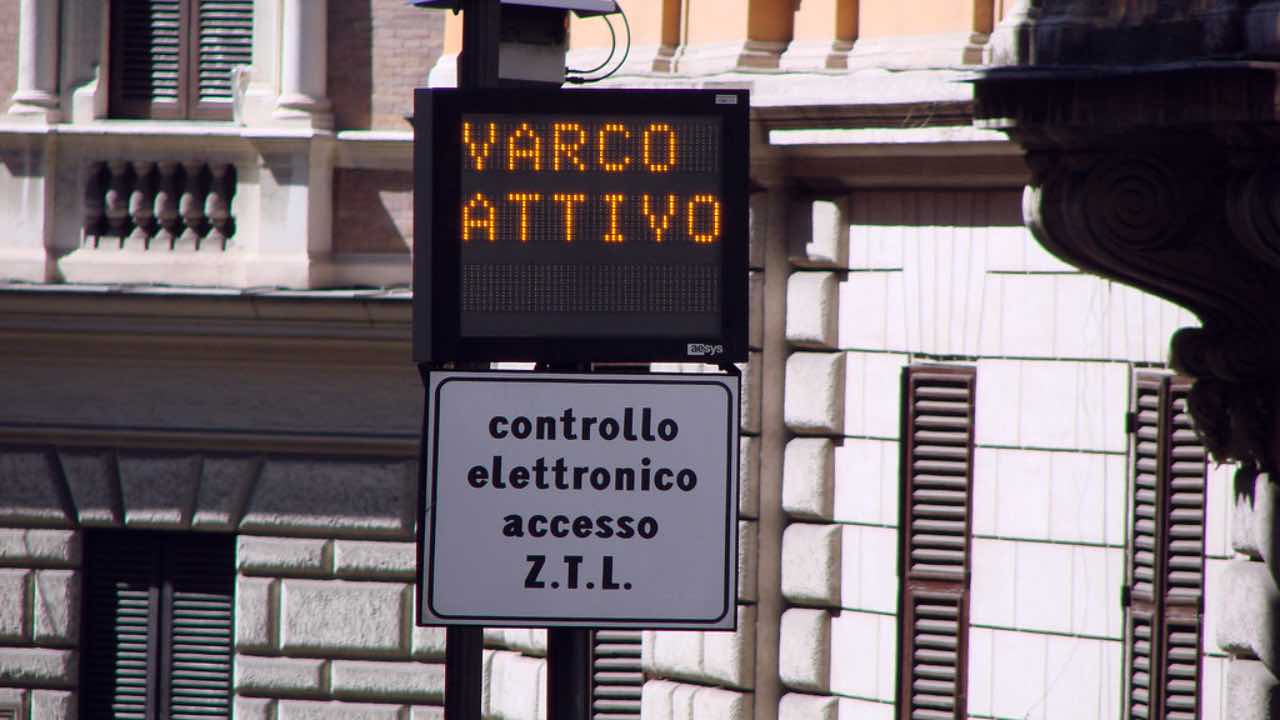 VARCO
ATTIVO
aesys
controllo
elettronico
accesso
Z.T.L.